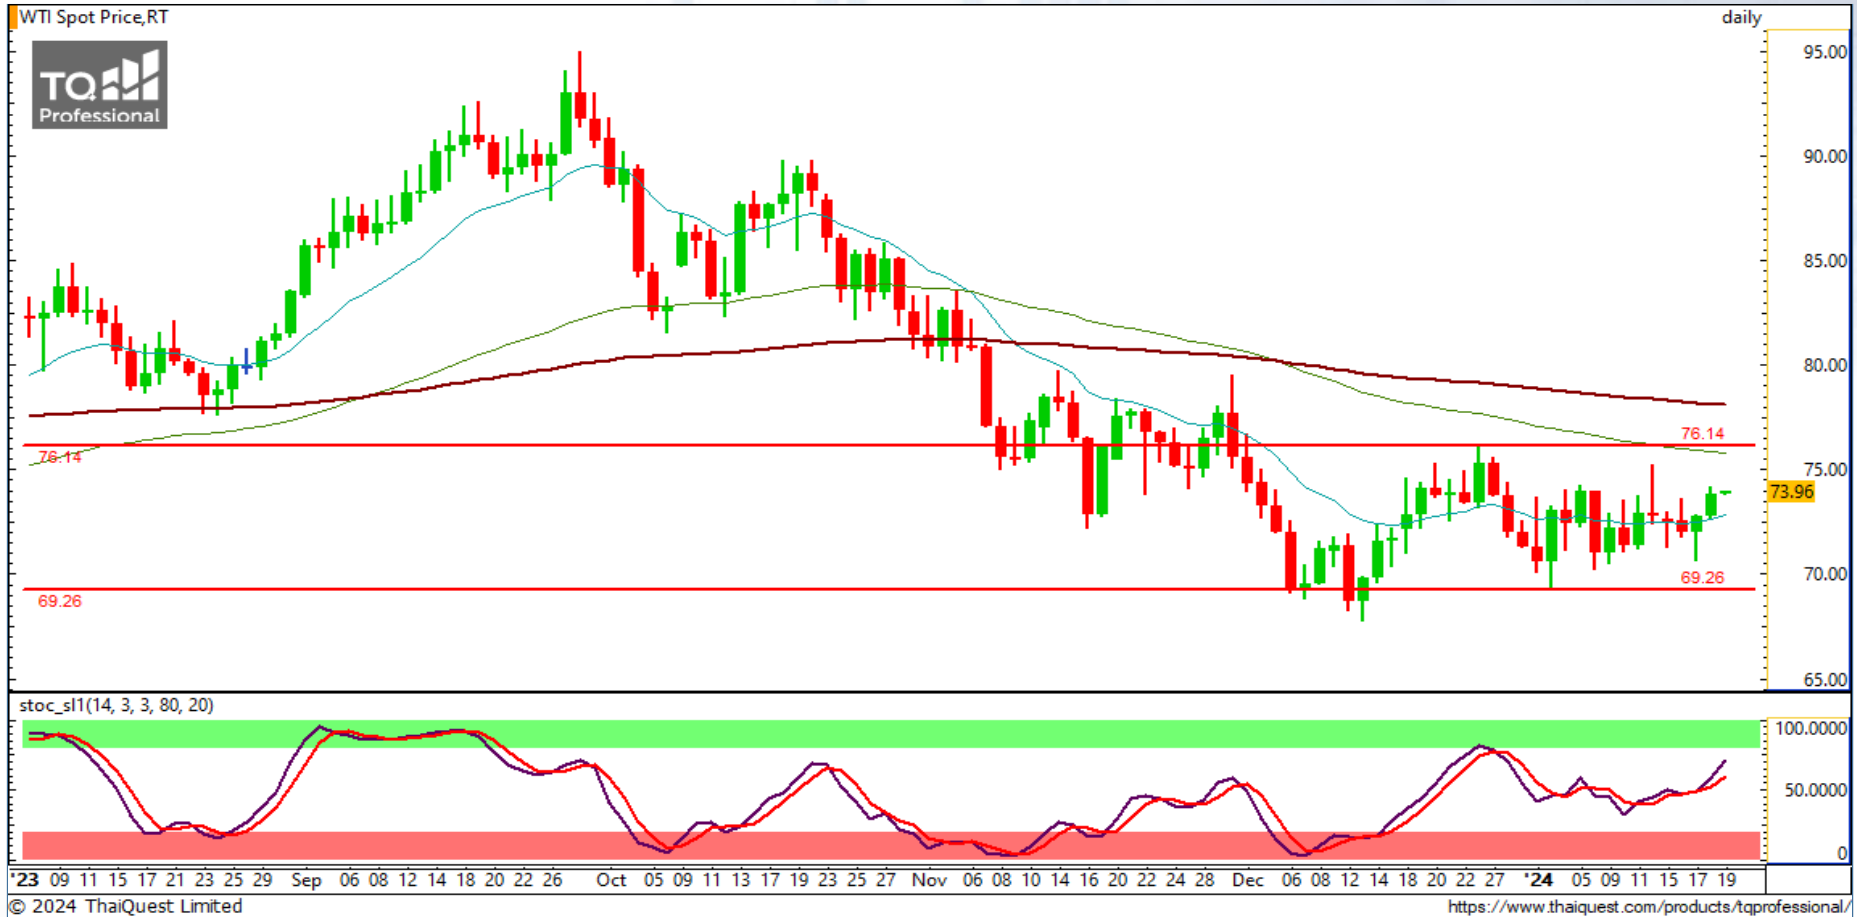 WTI Spot Price,RT
daily
TQ
Professional
95.00
90.00
85.00
80.00
76.14
76.14
75.00
73.96
70.00
69.26
69.26
65.00
stoc_sl1(14, 3, 3, 80, 20)
100.0000
50.0000
0
'23 09 11 15 17 21 23 25 29 Sep 06 08 12 14 18 20 22 26 Oct 05 09 11 13 17 19 23 25 27 Nov 06 08 10 14 16 20 22 24 28 Dec 06 08 12 14 18 20 22 27 '24 05 09 11 15 17 19
© 2024 ThaiQuest Limited
https://www.thaiquest.com/products/tqprofessional/